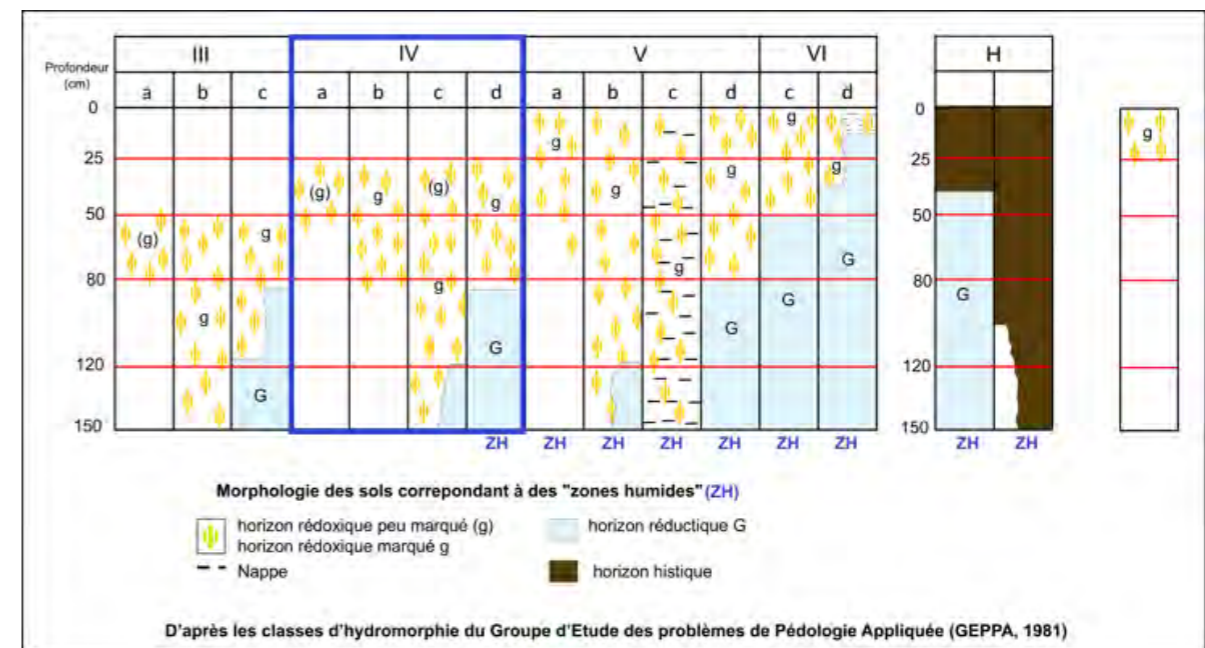 III IV V VI H
Profondeur
(cm)
a b c a b c d a b c d c d
0 0
g g g
25 25
(g) g (g) g g g g g
50 50
(g) g
80 80
g g g G G G
120 120
G G G
150 150
ZH ZH ZH ZH ZH ZH ZH ZH ZH
Morphologie des sols correpondant à des "zones humides"(ZH)
horizon rédoxique peu marqué (g) horizon réductique G
horizon rédoxique marqué g
Nappe horizon histique
D'après les classes d'hydromorphie du Groupe d'Etude des problèmes de Pédologie Appliquée (GEPPA, 1981)